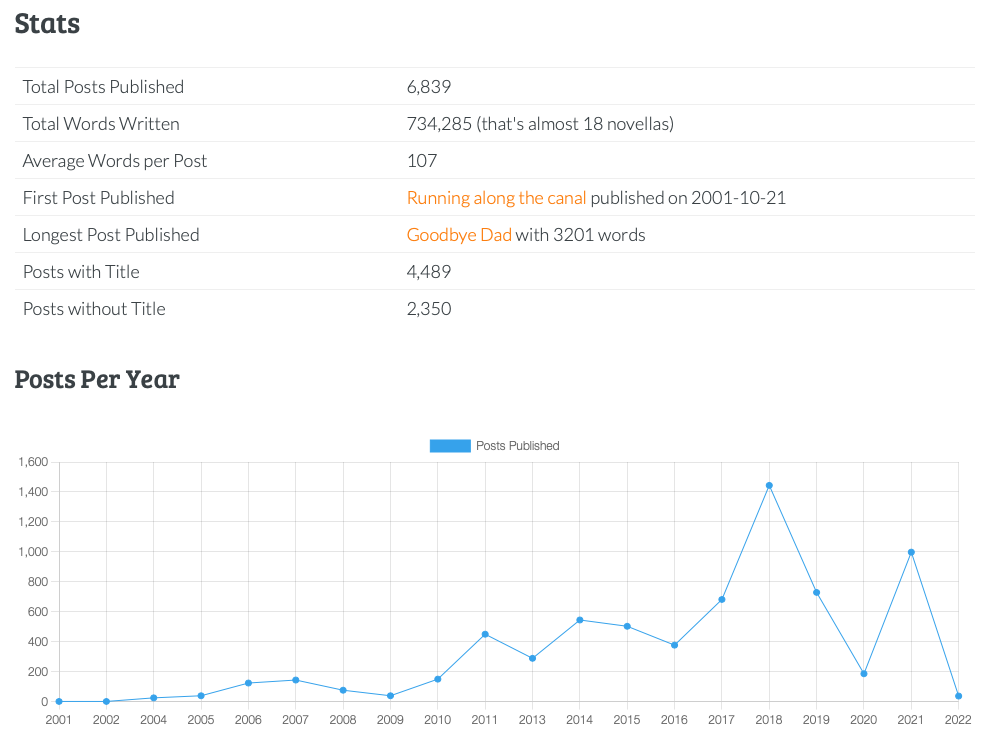 Stats
Total Posts Published 6,839
Total Words Written 734,285 (that's almost 18 novellas)
Average Words per Post 107
First Post Published Running along the canal published on 2001-10-21
Longest Post Published Goodbye Dad with 3201 words
Posts with Title 4,489
Posts without Title 2,350
Posts Per Year
Posts Published
1,600
1,400
1,200
1,000
800
600
400
200
0
2001 2002 2004 2005 2006 2007 2008 2009 2010 2011 2013 2014 2015 2016 2017 2018 2019 2020 2021 2022